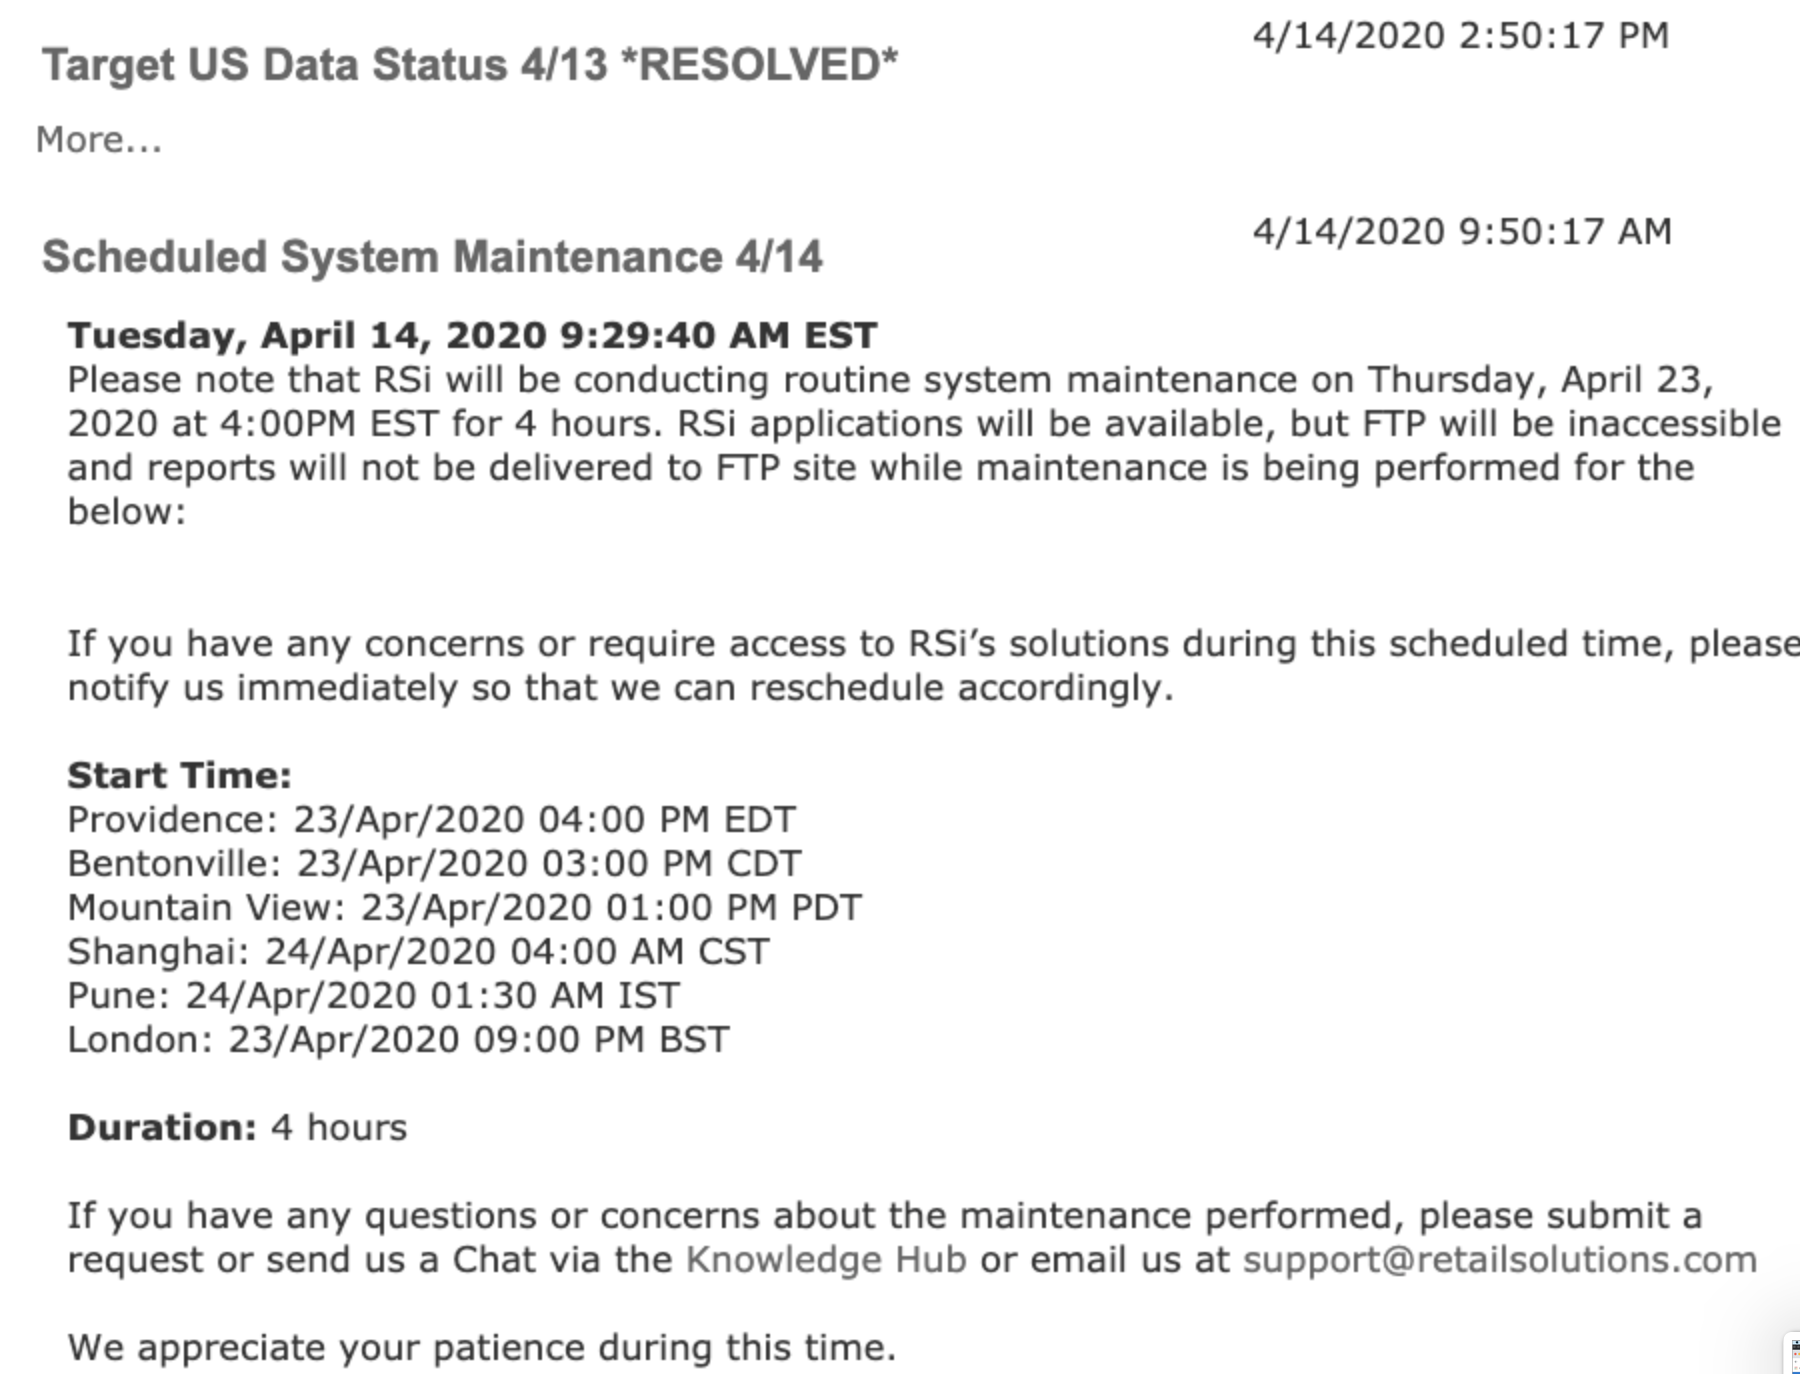 4/14/2020 2:50:17 PM
Target US Data Status 4/13 *RESOLVED*
More...
4/14/2020 9:50:17 AM
Scheduled System Maintenance 4/14
Tuesday, April 14, 2020 9:29:40 AM EST
Please note that RSi will be conducting routine system maintenance on Thursday, April 23,
2020 at 4:00PM EST for 4 hours. RSi applications will be available, but FTP will be inaccessible
and reports will not be delivered to FTP site while maintenance is being performed for the
below:
If you have any concerns or require access to RSi’s solutions during this scheduled time, please
notify us immediately so that we can reschedule accordingly.
Start Time:
Providence: 23/Apr/2020 04:00 PM EDT
Bentonville: 23/Apr/2020 03:00 PM CDT
Mountain View: 23/Apr/2020 01:00 PM PDT
Shanghai: 24/Apr/2020 04:00 AM CST
Pune: 24/Apr/2020 01:30 AM IST
London: 23/Apr/2020 09:00 PM BST
Duration: 4 hours
If you have any questions or concerns about the maintenance performed, please submit a
request or send us a Chat via the Knowledge Hub or email us at support@retailsolutions.com
We appreciate your patience during this time.